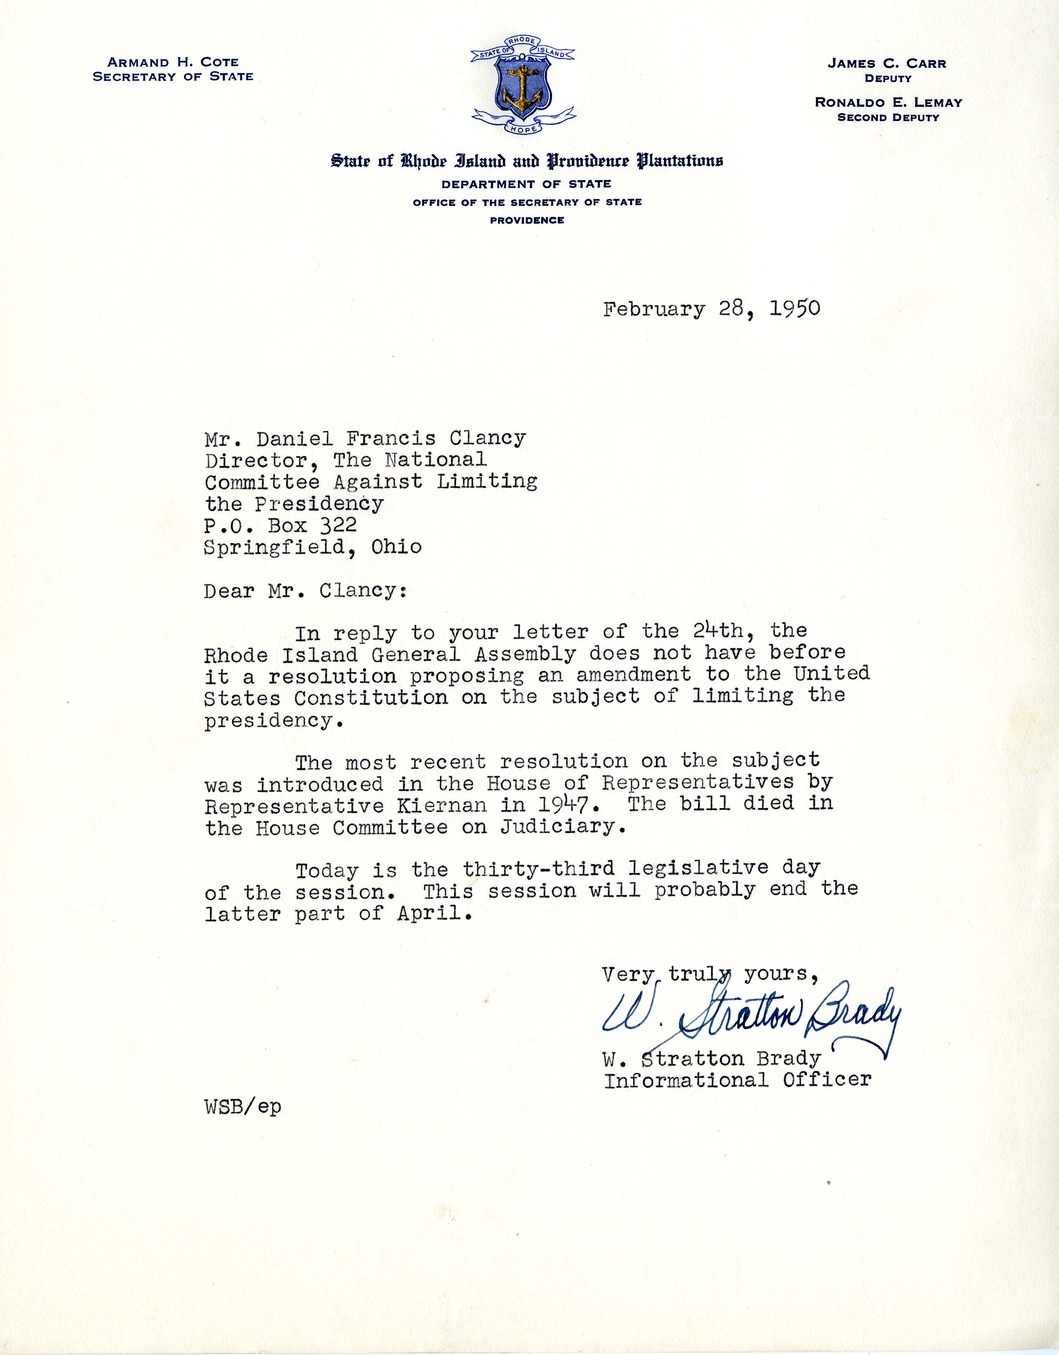 ARMAND H. COTE
SECRETARY OF STATE
STATE OF RHODE ISLAND
HOPE
JAMES C. CARR
DEPUTY
RONALDO E. LEMAY
SECOND DEPUTY
State of Rhode Island and Providence Plantations
DEPARTMENT OF STATE
OFFICE OF THE SECRETARY OF STATE
PROVIDENCE
February 28, 1950
Mr. Daniel Francis Clancy
Director, The National
Committee Against Limiting
the Presidency
P.O. Box 322
Springfield, Ohio
Dear Mr. Clancy:
In reply to your letter of the 24th, the
Rhode Island General Assembly does not have before
it a resolution proposing an amendment to the United
States Constitution on the subject of limiting the
presidency.
The most recent resolution on the subject
was introduced in the House of Representatives by
Representative Kiernan in 1947. The bill died in
the House Committee on Judiciary.
Today is the thirty-third legislative day
of the session. This session will probably end the
latter part of April.
Very truly yours,
W. Stratton Brady
W. Stratton Brady
Informational Officer
WSB/ep